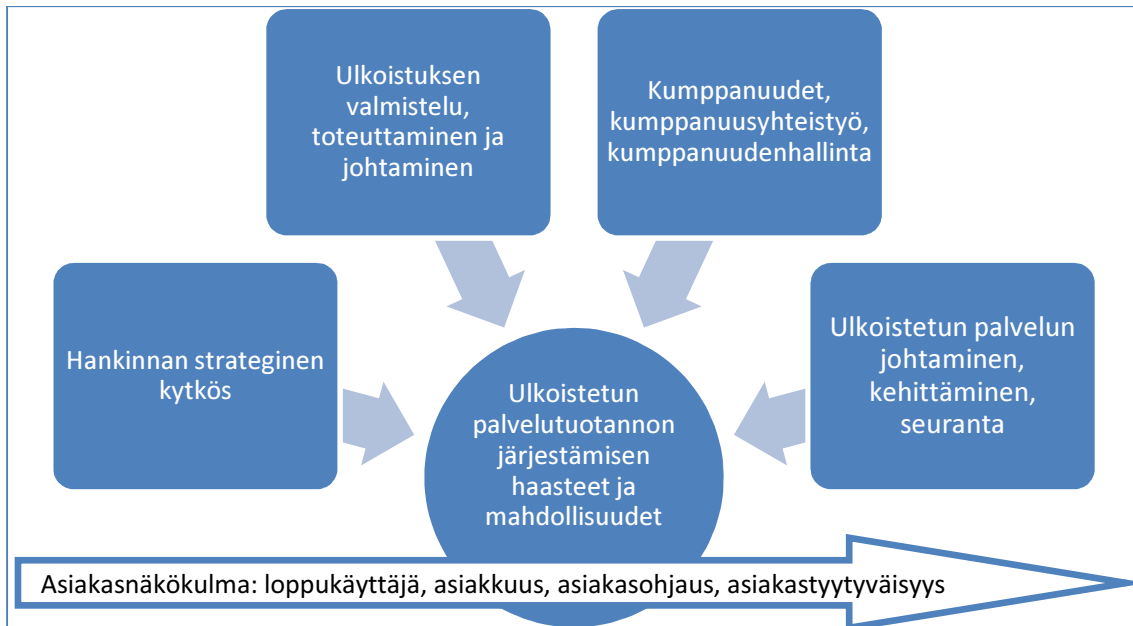 Ulkoistuksen
valmistelu,
toteuttaminen ja
johtaminen
Kumppanuudet,
kumppanuusyhteistyö,
kumppanuudenhallinta
Hankinnan strateginen
kytkös
Ulkoistetun palvelun
johtaminen,
kehittäminen,
seuranta
Ulkoistetun
palvelutuotannon
järjestämisen
haasteet ja
mahdollisuudet
Asiakasnäkökulma: loppukäyttäjä, asiakkuus, asiakasohjaus, asiakastyytyväisyys